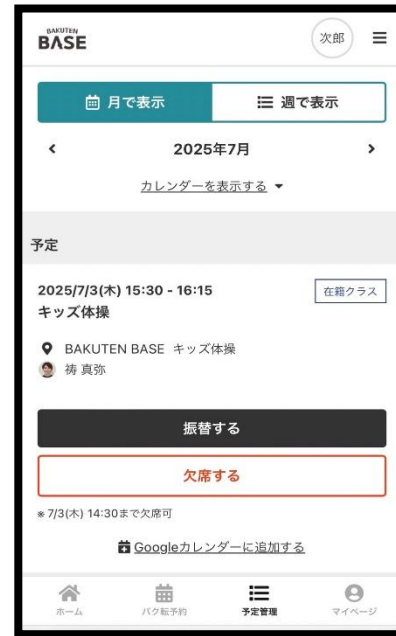 BAKUTEN
BASE
次郎
月で表示
週で表示
2025年7月
カレンダーを表示する
予定
2025/7/3(木) 15:30 - 16:15
在籍クラス
キッズ体操
BAKUTEN BASE キッズ体操
祷 真弥
振替する
欠席する
※ 7/3(木) 14:30まで欠席可
Googleカレンダーに追加する
ホーム
バク転予約
予定管理
マイページ